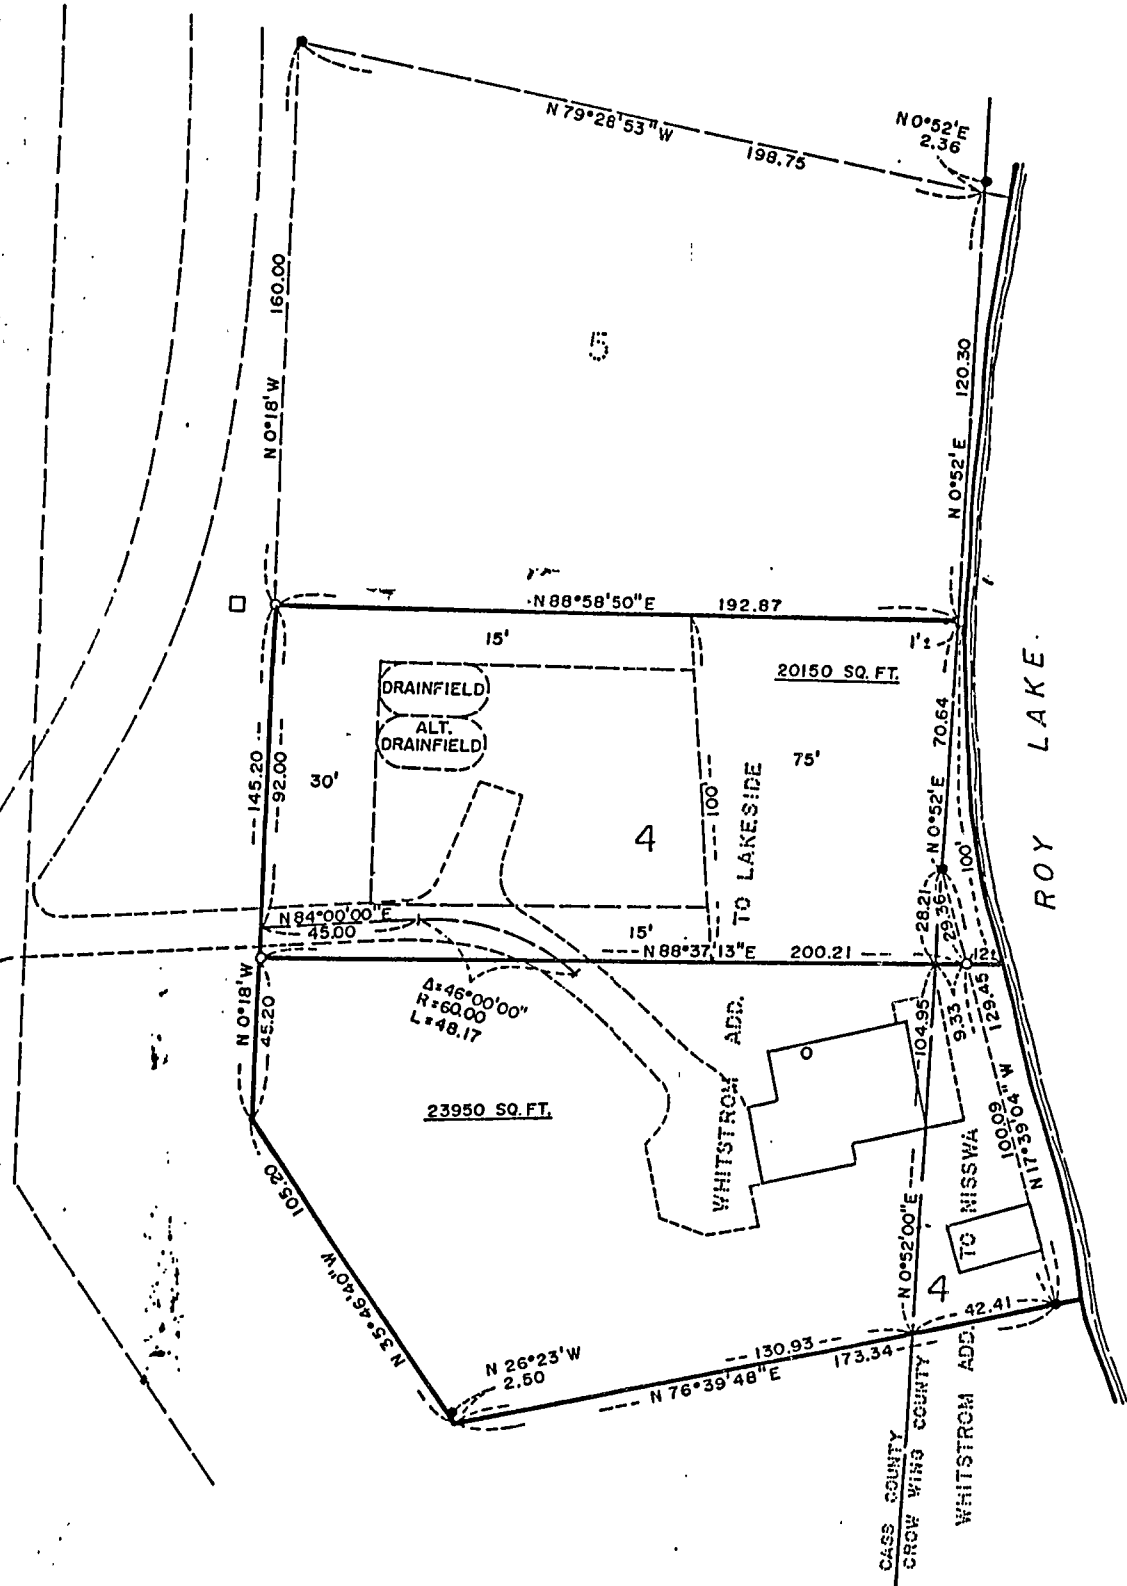 N 79°28'53" W
198.75
N 0°52'E
2.36
160.00
N 0°18'W
5
120.30
N 0°52'E
N 88°58'50"E 192.87
15'
1'±
20150 SQ. FT.
DRAINFIELD
ALT.
DRAINFIELD
145.20
92.00
30'
75'
70.64
N 0°52'E
100'
4
TO LAKESIDE
ROY LAKE
100'
28.21
29.36
N 84°00'00"E
45.00
15'
N 88°37'13"E 200.21
12'
Δ=46°00'00"
R=60.00
L=48.17
N 0°18'W
45.20
ADD.
104.95
9.33
129.45
23950 SQ. FT.
WHITSTROM
100.09
N 17°39'04" W
105.20
N 35°46'40" W
N 0°52'00"E
TO NISSWA
4
42.41
N 26°23'W
2.50
130.93
173.34
N 76°39'48"E
CASS COUNTY
CROW WING COUNTY
WHITSTROM ADD.